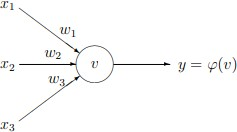 x₁
w₁
x₂ w₂ v y = φ(v)
w₃
x₃